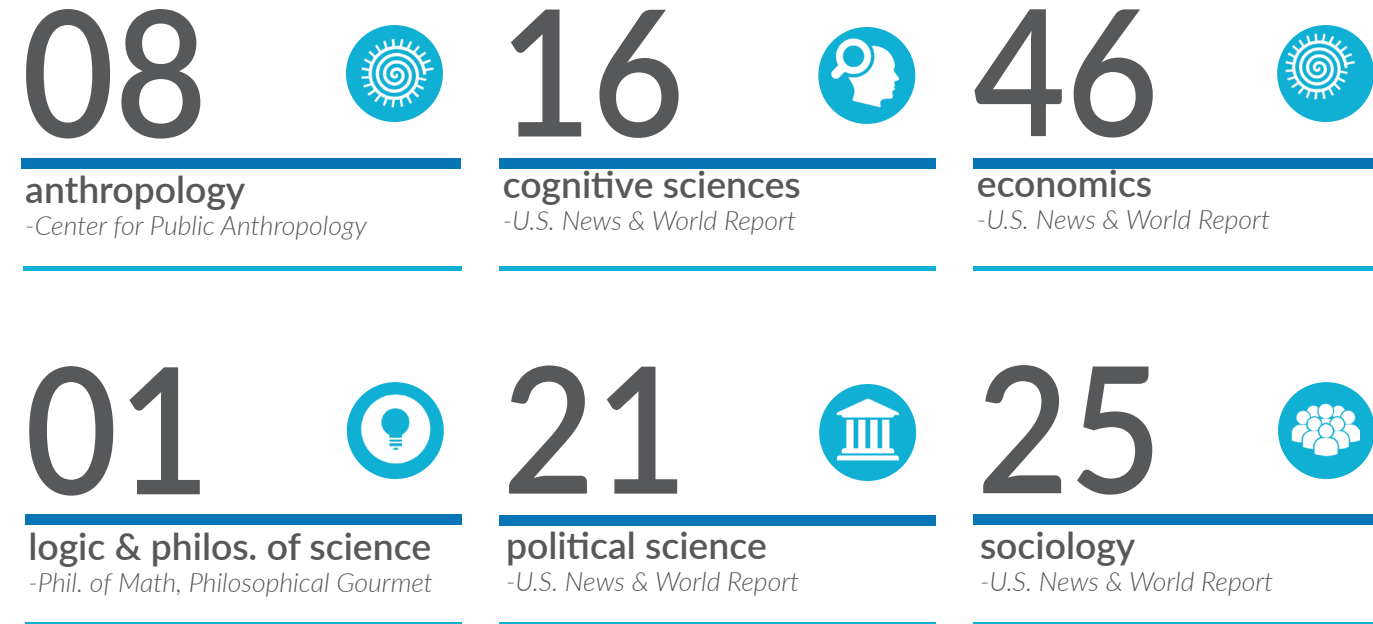 08
anthropology
-Center for Public Anthropology
16
cognitive sciences
-U.S. News & World Report
46
economics
-U.S. News & World Report
01
logic & philos. of science
-Phil. of Math, Philosophical Gourmet
21
political science
-U.S. News & World Report
25
sociology
-U.S. News & World Report